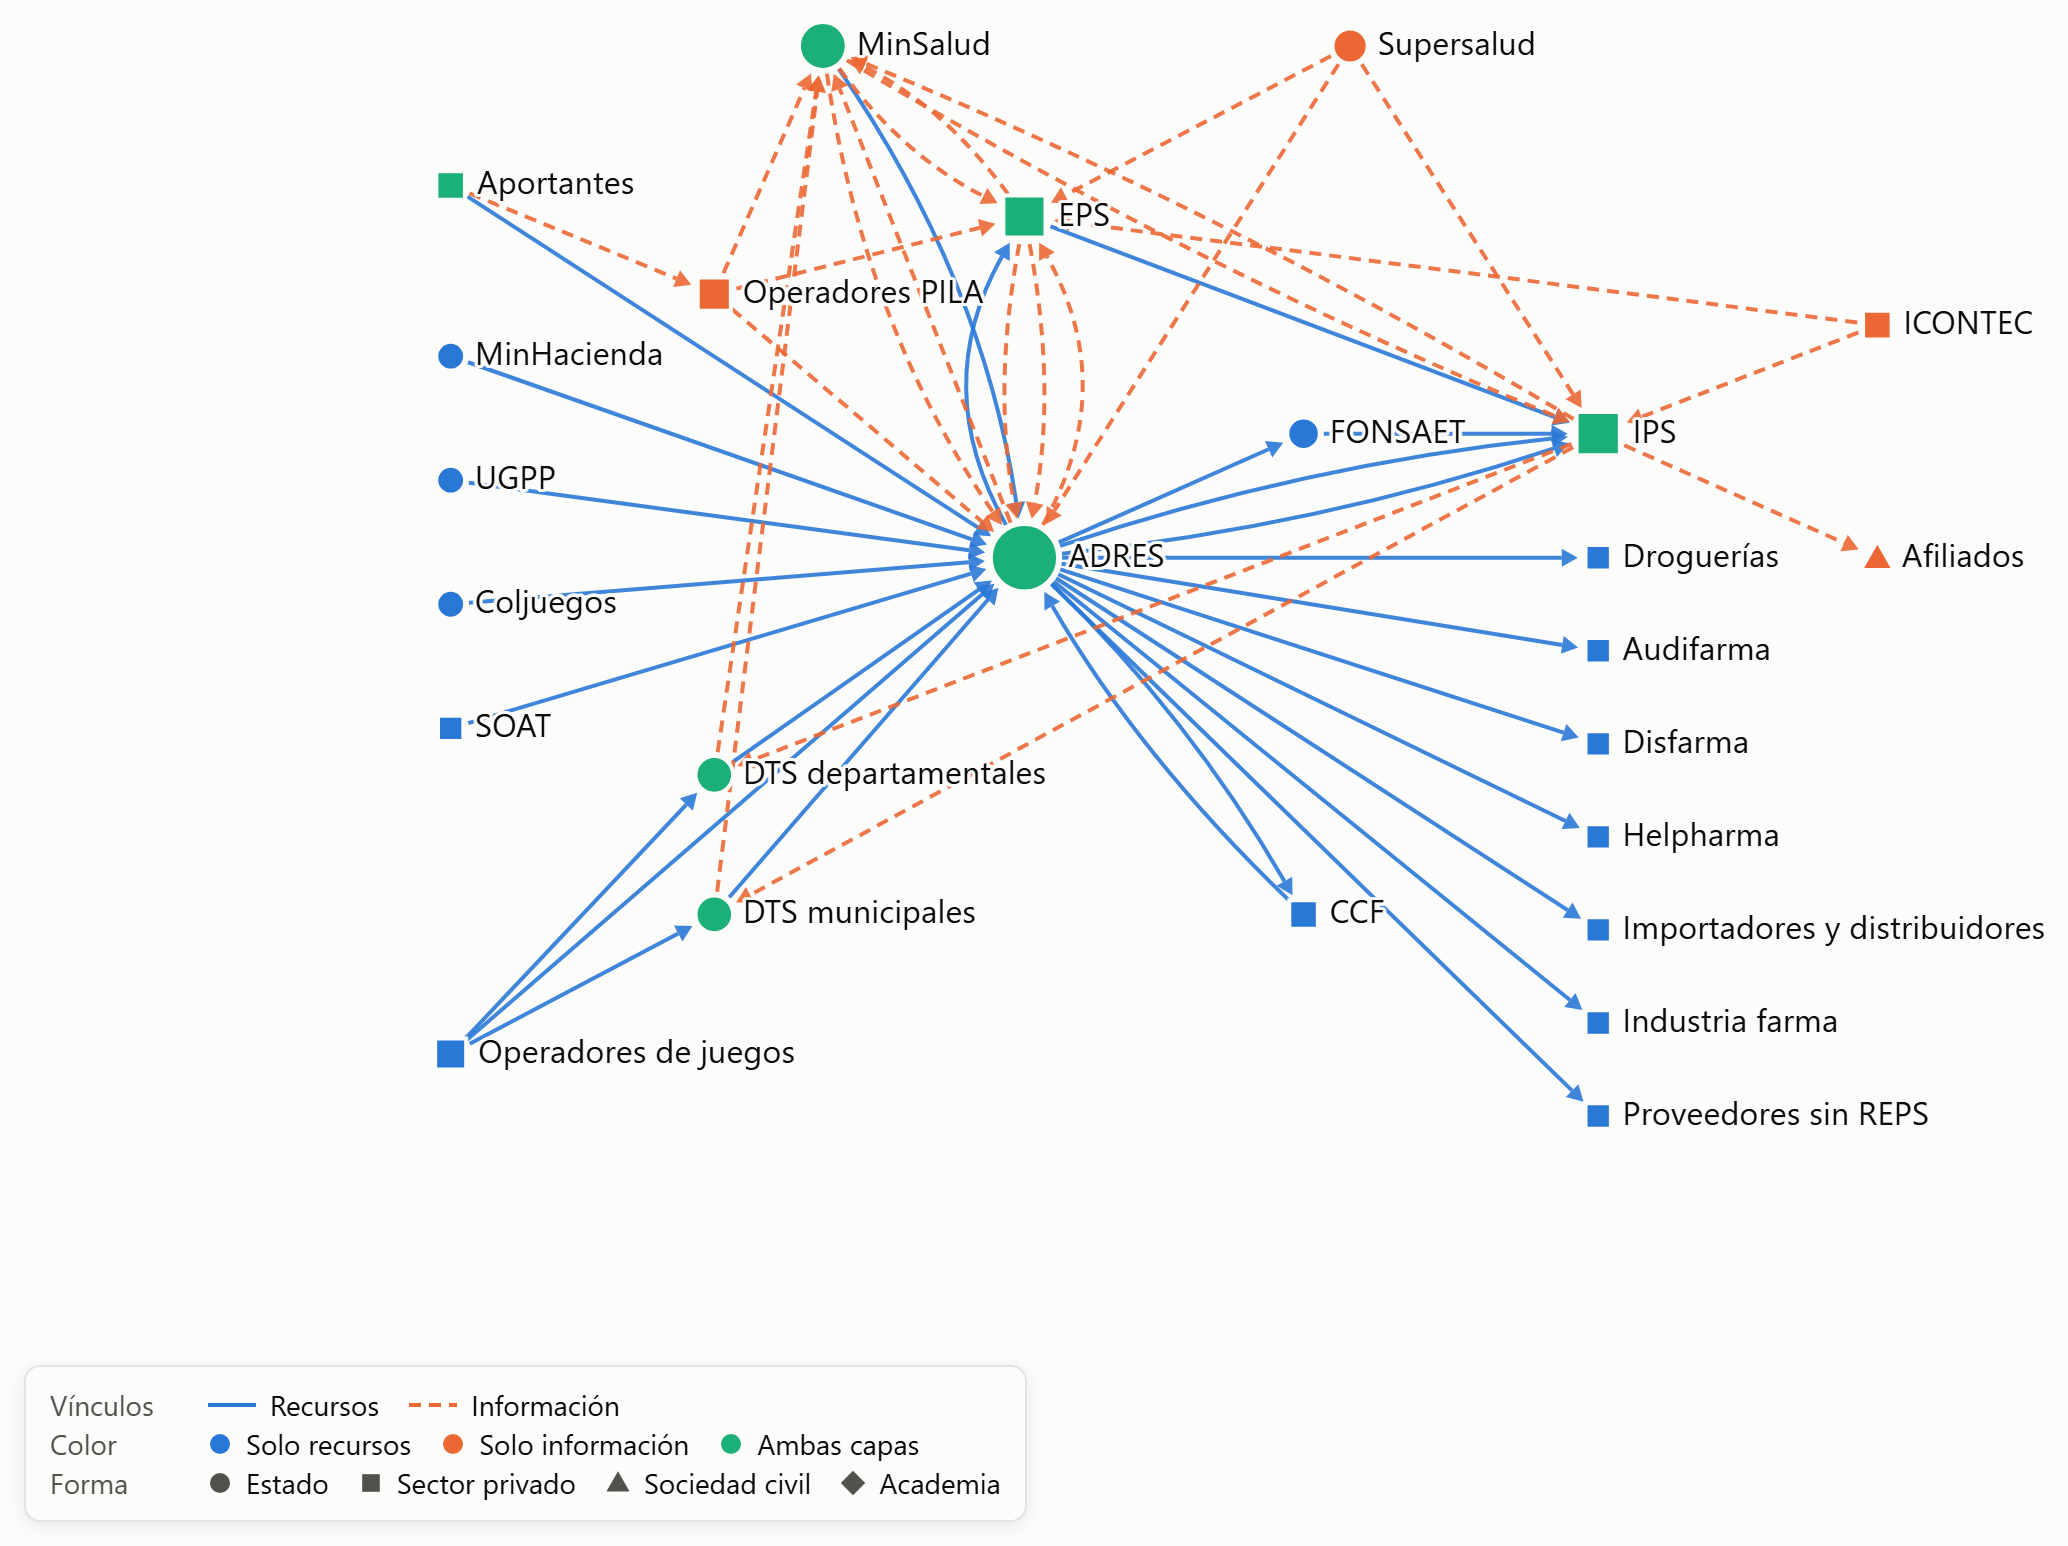 MinSalud
Supersalud
Aportantes
EPS
Operadores PILA
ICONTEC
MinHacienda
FONSAET
IPS
UGPP
ADRES
Droguerías
Afiliados
Coljuegos
Audifarma
SOAT
Disfarma
DTS departamentales
Helpharma
DTS municipales
CCF
Importadores y distribuidores
Industria farma
Operadores de juegos
Proveedores sin REPS
Vínculos Recursos Información
Color Solo recursos Solo información Ambas capas
Forma Estado Sector privado Sociedad civil Academia